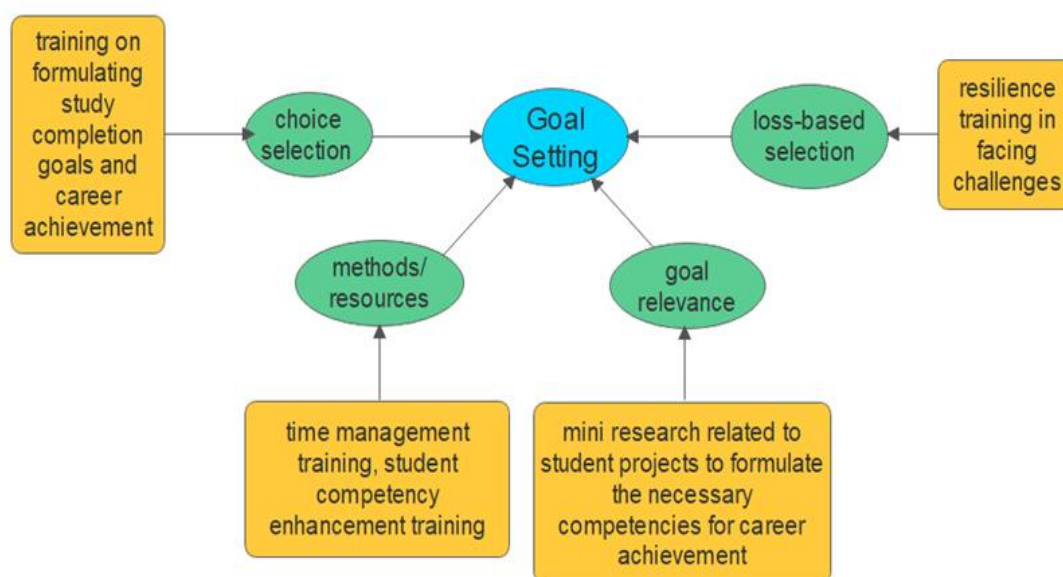 training on
formulating
study
completion
goals and
career
achievement
choice
selection
Goal
Setting
loss-based
selection
resilience
training in
facing
challenges
methods/
resources
goal
relevance
time management
training, student
competency
enhancement training
mini research related to
student projects to formulate
the necessary
competencies for career
achievement